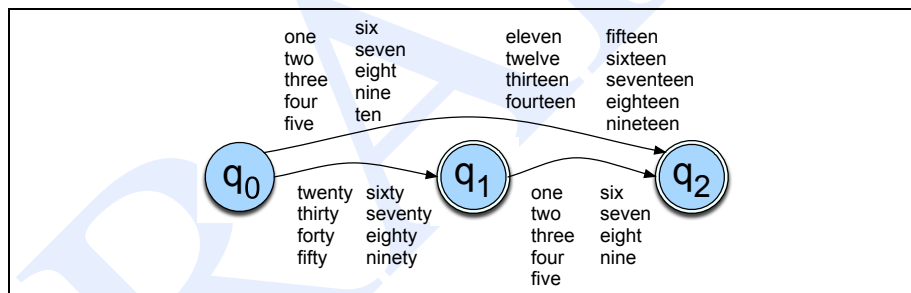 one
two
three
four
five
six
seven
eight
nine
ten
eleven
twelve
thirteen
fourteen
fifteen
sixteen
seventeen
eighteen
nineteen
q0
q1
q2
twenty
thirty
forty
fifty
sixty
seventy
eighty
ninety
one
two
three
four
five
six
seven
eight
nine